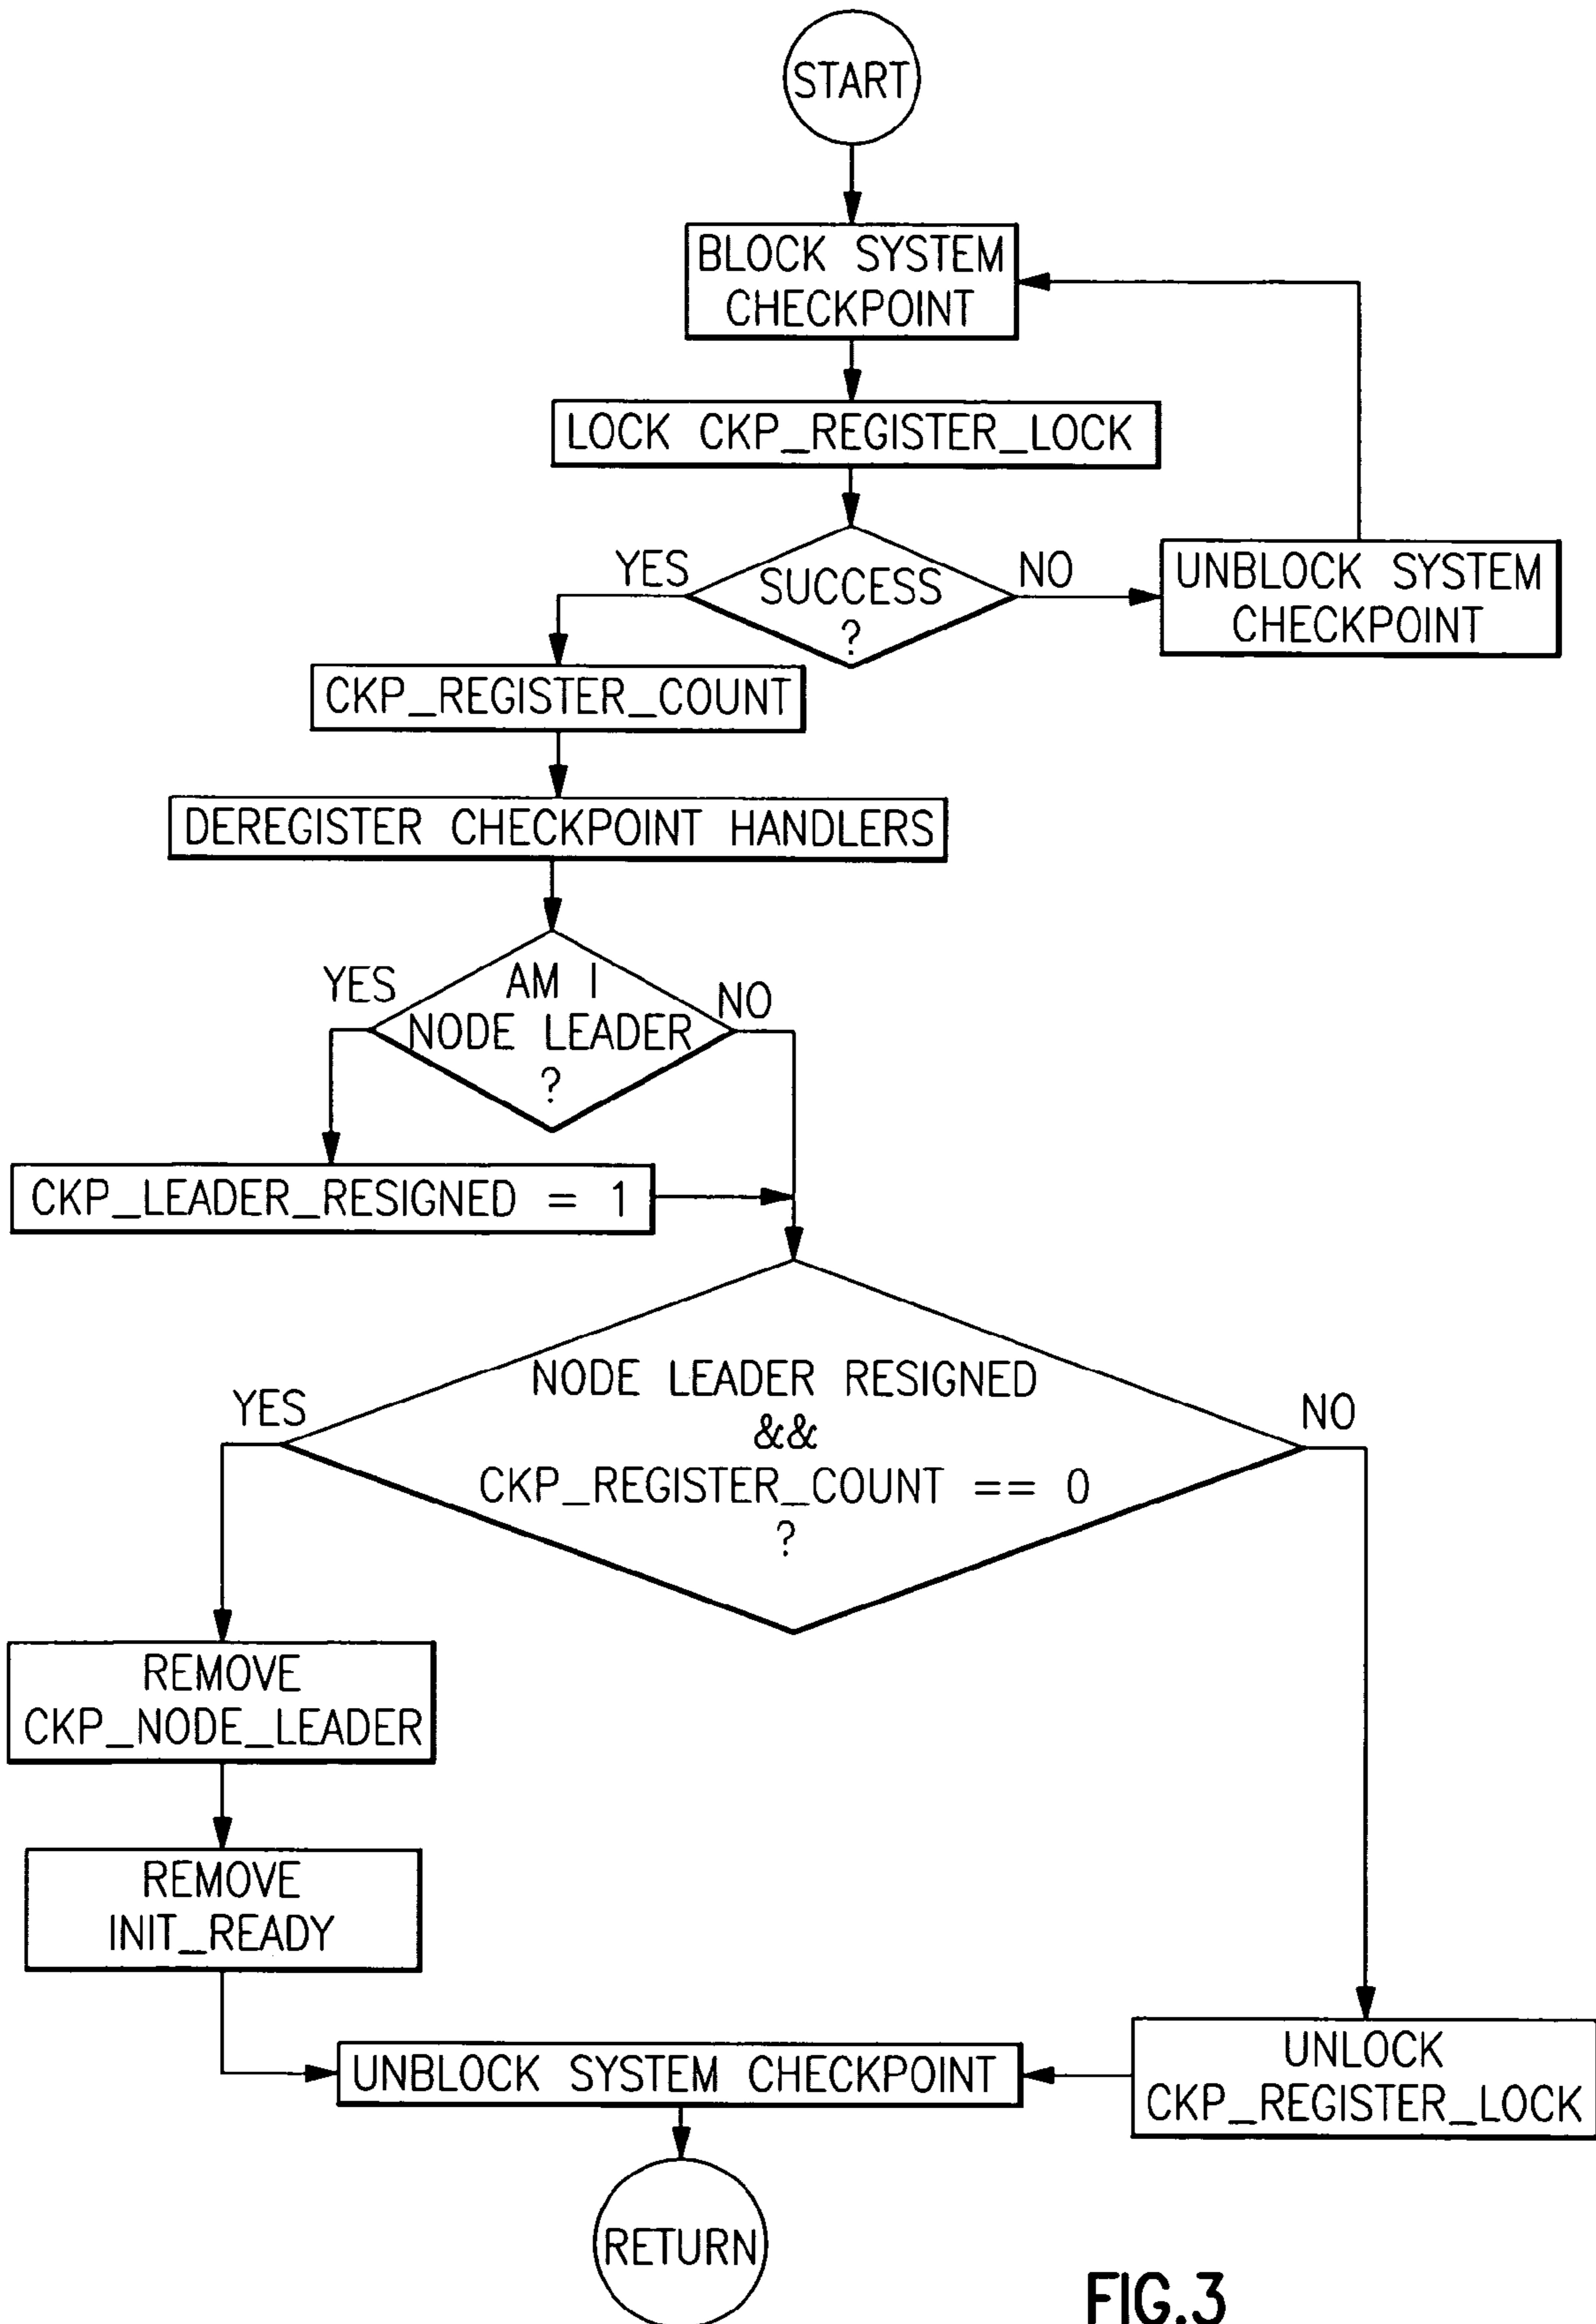 START
BLOCK SYSTEM
CHECKPOINT
LOCK CKP_REGISTER_LOCK
YES
SUCCESS
?
NO
UNBLOCK SYSTEM
CHECKPOINT
CKP_REGISTER_COUNT
DEREGISTER CHECKPOINT HANDLERS
YES
AM I
NODE LEADER
?
NO
CKP_LEADER_RESIGNED = 1
YES
NODE LEADER RESIGNED
&&
CKP_REGISTER_COUNT == 0
?
NO
REMOVE
CKP_NODE_LEADER
REMOVE
INIT_READY
UNBLOCK SYSTEM CHECKPOINT
UNLOCK
CKP_REGISTER_LOCK
RETURN
FIG.3